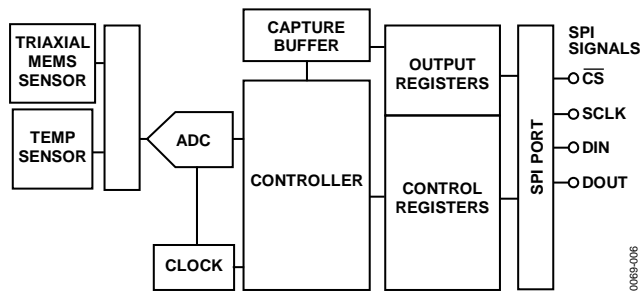 TRIAXIAL
MEMS
SENSOR
TEMP
SENSOR
ADC
CLOCK
CAPTURE
BUFFER
CONTROLLER
OUTPUT
REGISTERS
CONTROL
REGISTERS
SPI PORT
SPI
SIGNALS
CS
SCLK
DIN
DOUT
0969-006